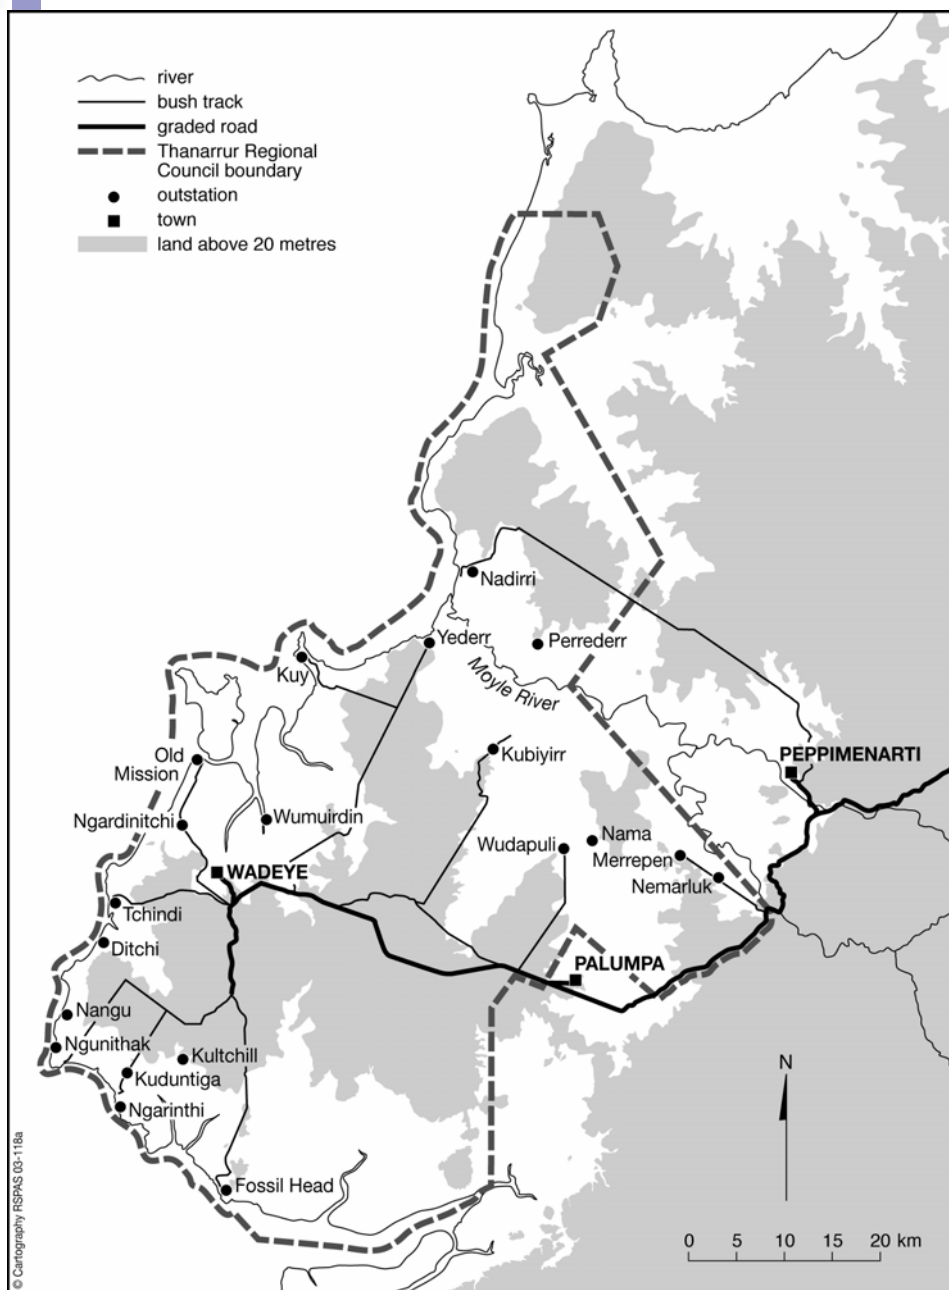 river
bush track
graded road
Thanarrur Regional
Council boundary
outstation
town
land above 20 metres
Nadirri
Yederr
Perrederr
Kuy
Moyle River
Kubiyirr
PEPPIMENARTI
Old
Mission
Ngardinitchi
Wumuirdin
Wudapuli
Nama
Merrepen
Nemarluk
WADEYE
Tchindi
Ditchi
PALUMPA
Nangu
Ngunithak
Kultchill
Kuduntiga
Ngarinthi
Fossil Head
N
0 5 10 15 20 km
© Cartography RSPAS 03-118a